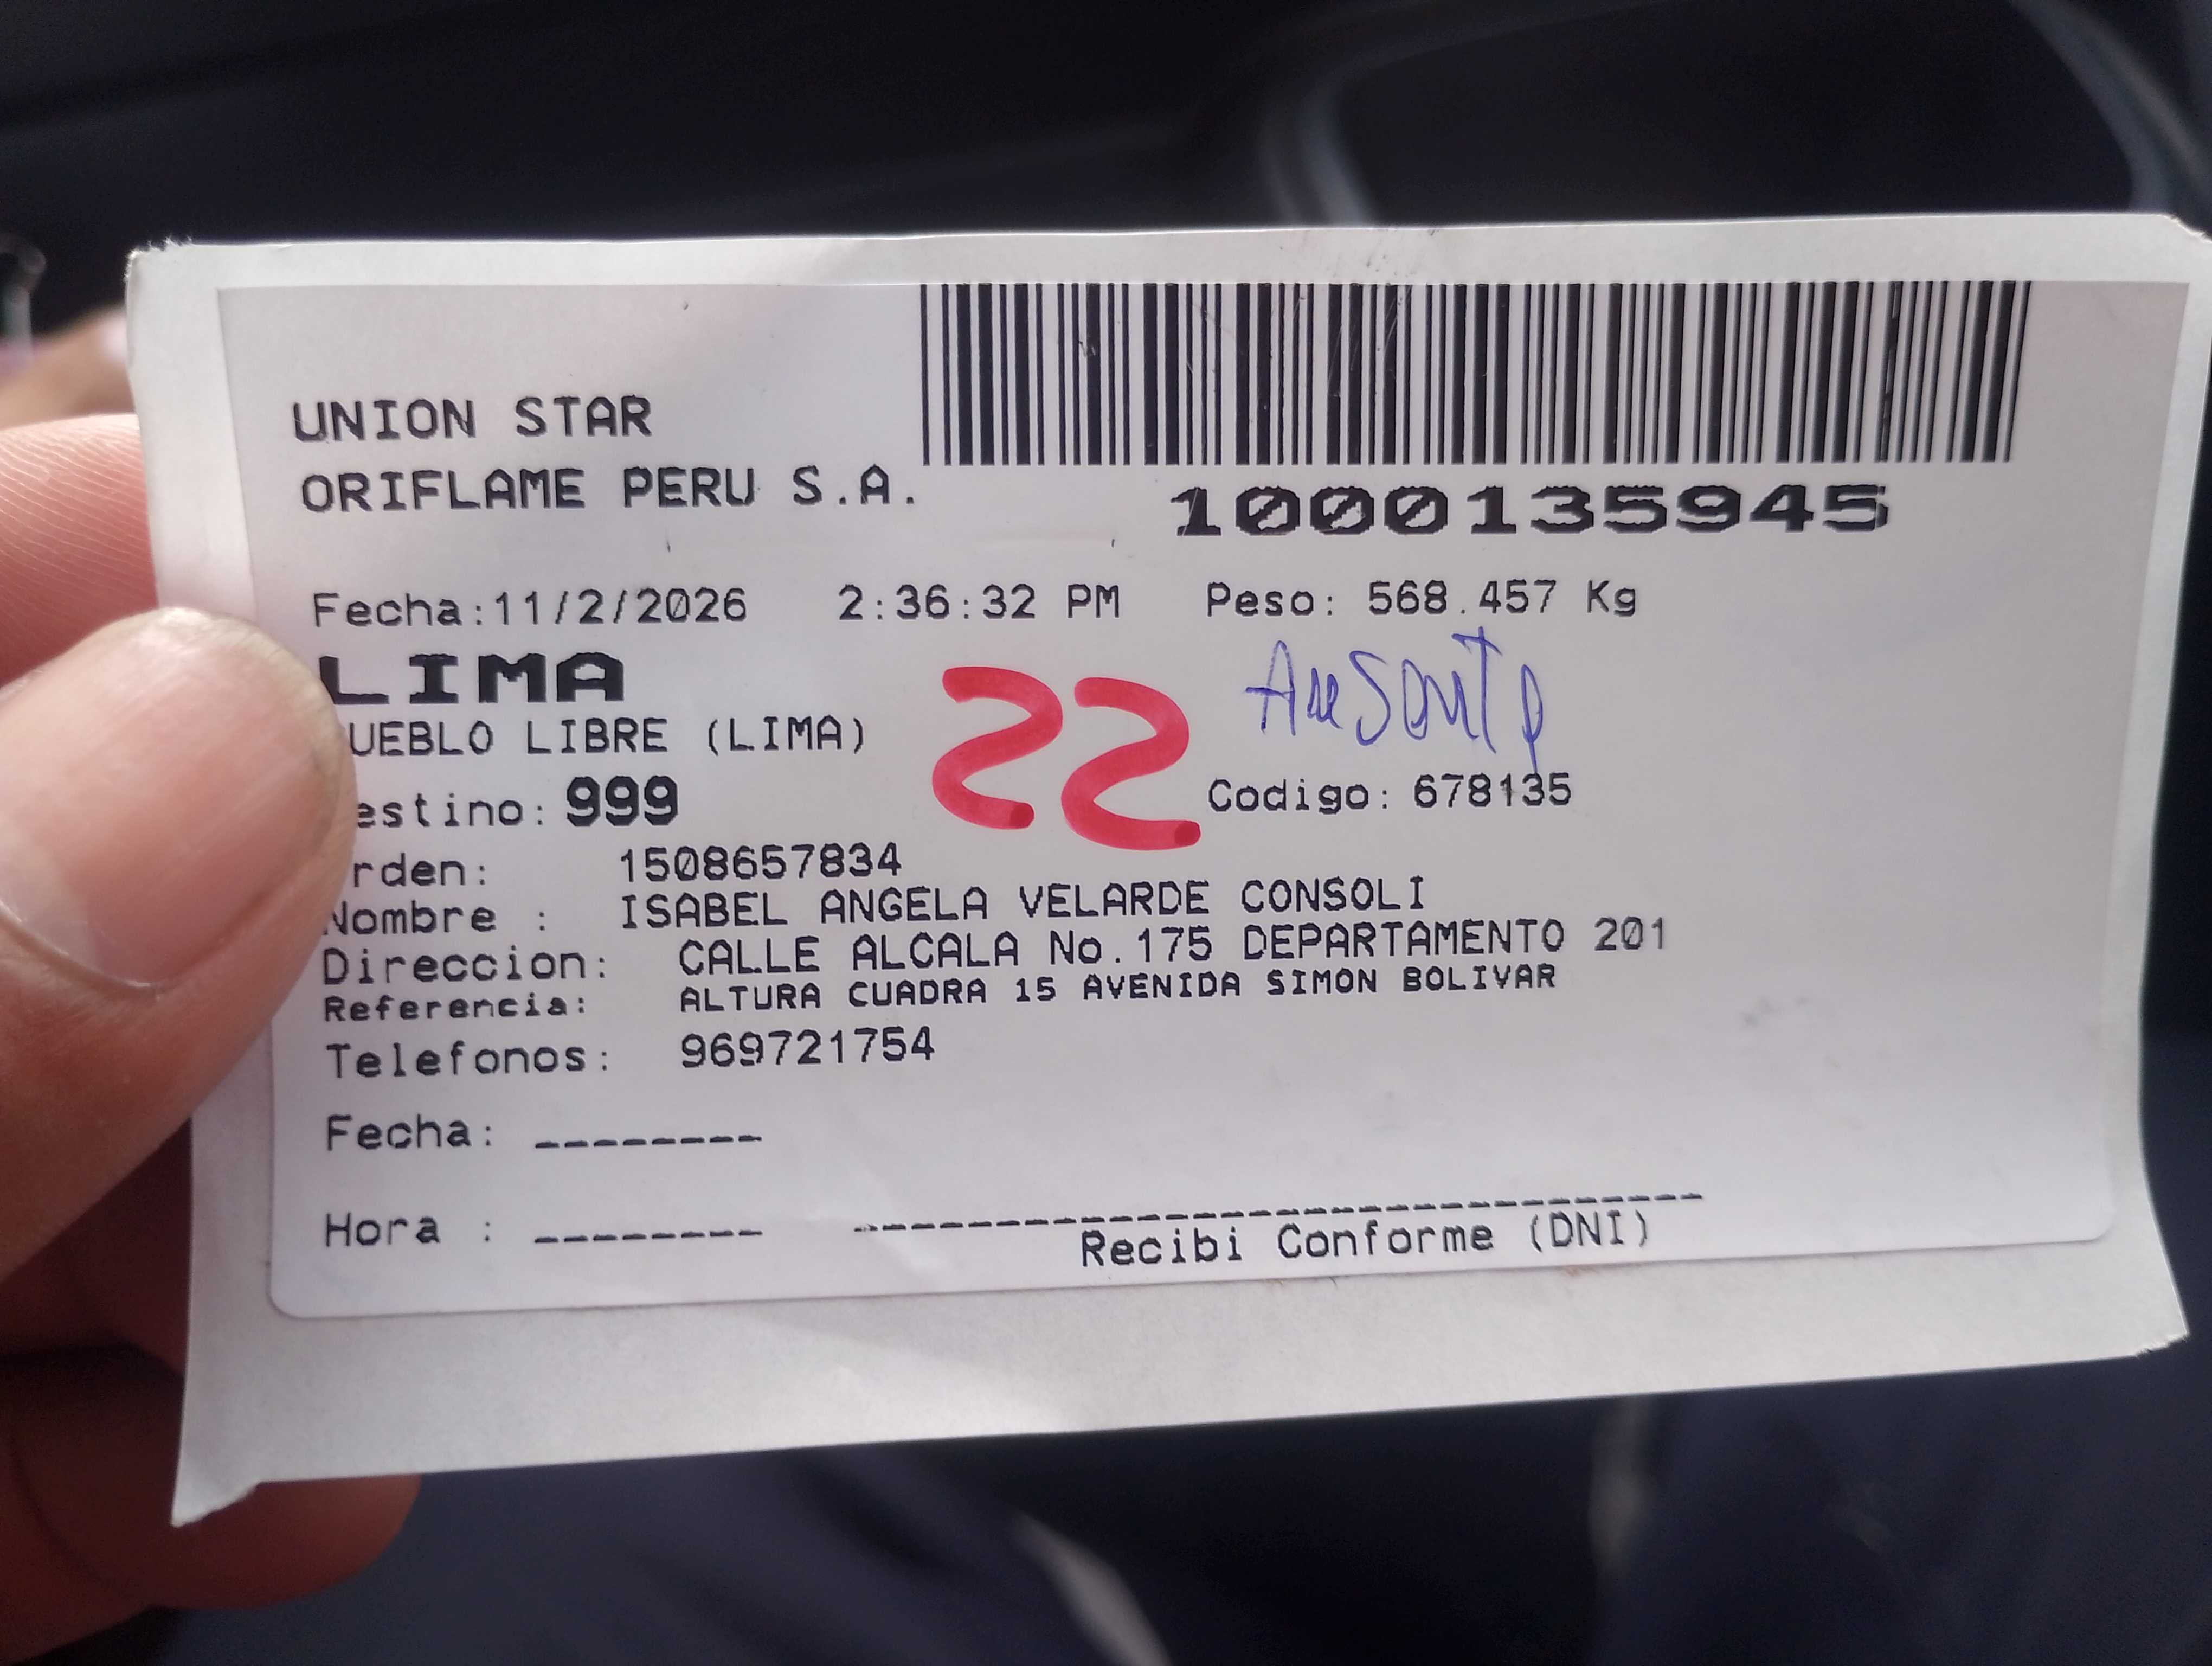 UNION STAR
ORIFLAME PERU S.A.
1000135945
Fecha:11/2/2026 2:36:32 PM Peso: 568.457 Kg
LIMA
UEBLO LIBRE (LIMA)
22
estino: 999
Codigo: 678135
rden: 1508657834
Nombre : ISABEL ANGELA VELARDE CONSOLI
Direccion: CALLE ALCALA No.175 DEPARTAMENTO 201
Referencia: ALTURA CUADRA 15 AVENIDA SIMON BOLIVAR
Telefonos: 969721754
Fecha: --------
Hora : --------
Recibi Conforme (DNI)